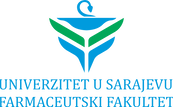 UNIVERZITET U SARAJEVU
FARMACEUTSKI FAKULTET